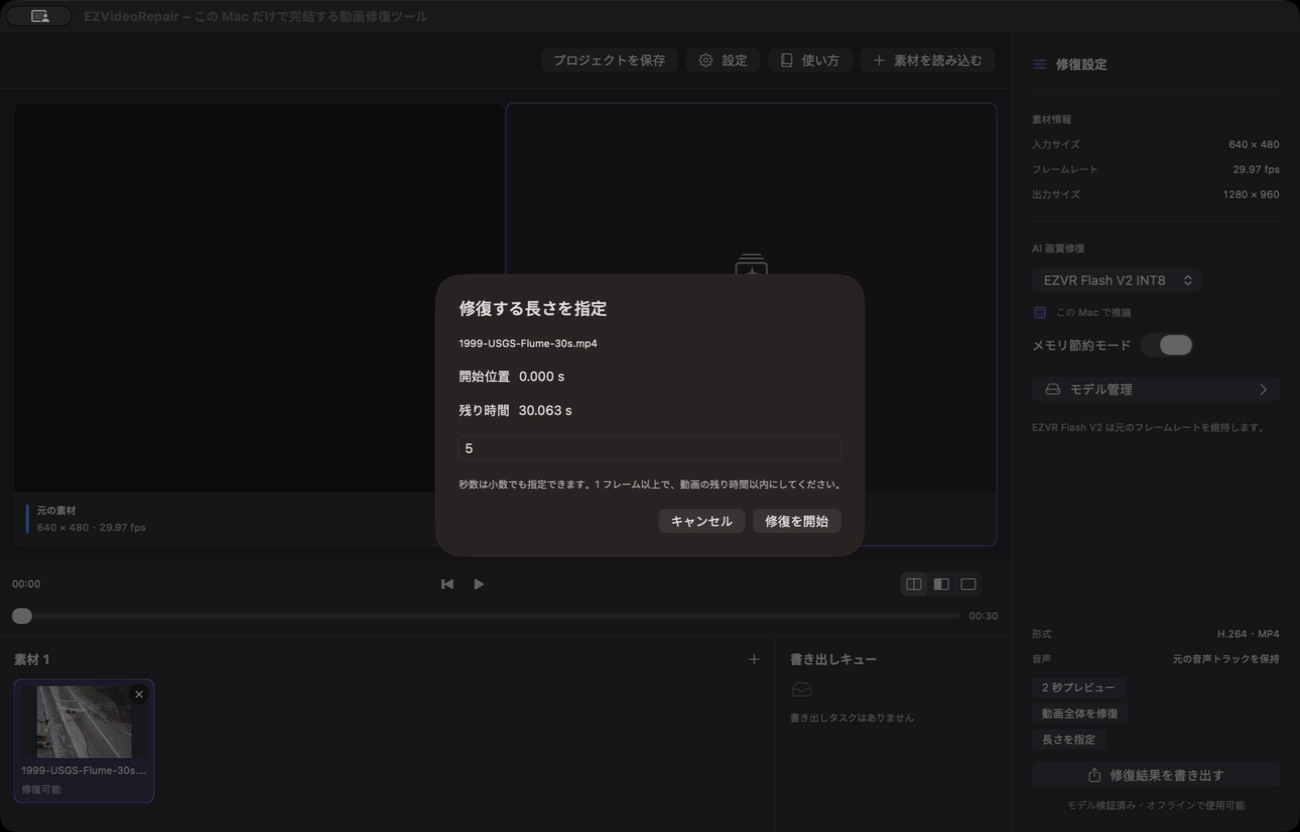 EZVideoRepair – この Mac だけで完結する動画修復ツール
プロジェクトを保存
設定
使い方
素材を読み込む
修復設定
素材情報
入力サイズ 640 × 480
フレームレート 29.97 fps
出力サイズ 1280 × 960
AI 画質修復
EZVR Flash V2 INT8
この Mac で推論
メモリ節約モード
モデル管理
EZVR Flash V2 は元のフレームレートを維持します。
修復する長さを指定
1999-USGS-Flume-30s.mp4
開始位置 0.000 s
残り時間 30.063 s
5
秒数は小数でも指定できます。1 フレーム以上で、動画の残り時間以内にしてください。
キャンセル
修復を開始
元の素材
640 × 480 · 29.97 fps
00:00
00:30
素材 1
1999-USGS-Flume-30s....
修復可能
書き出しキュー
書き出しタスクはありません
形式 H.264 · MP4
音声 元の音声トラックを保持
2 秒プレビュー
動画全体を修復
長さを指定
修復結果を書き出す
モデル検証済み · オフラインで使用可能